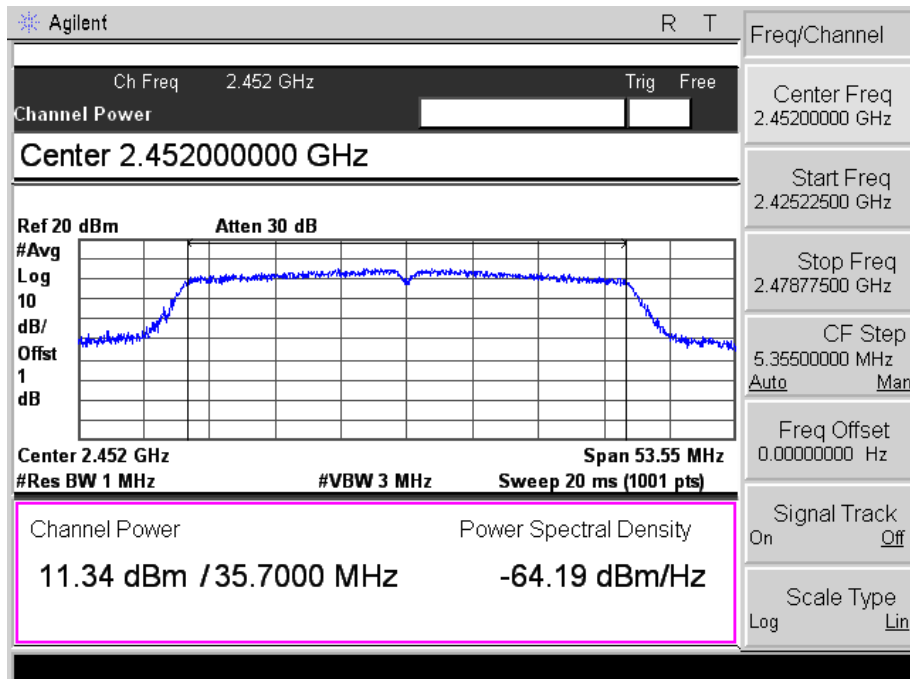 Agilent R T
Ch Freq 2.452 GHz Trig Free
Channel Power
Center 2.452000000 GHz
Ref 20 dBm Atten 30 dB
#Avg
Log
10
dB/
Offst
1
dB
Center 2.452 GHz Span 53.55 MHz
#Res BW 1 MHz #VBW 3 MHz Sweep 20 ms (1001 pts)
Channel Power Power Spectral Density
11.34 dBm / 35.7000 MHz -64.19 dBm/Hz
Freq/Channel
Center Freq
2.45200000 GHz
Start Freq
2.42522500 GHz
Stop Freq
2.47877500 GHz
CF Step
5.35500000 MHz
Auto Man
Freq Offset
0.00000000 Hz
Signal Track
On Off
Scale Type
Log Lin